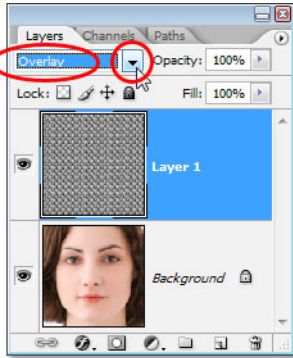 Layers Channels Paths
Overlay Opacity: 100%
Lock: Fill: 100%
Layer 1
Background